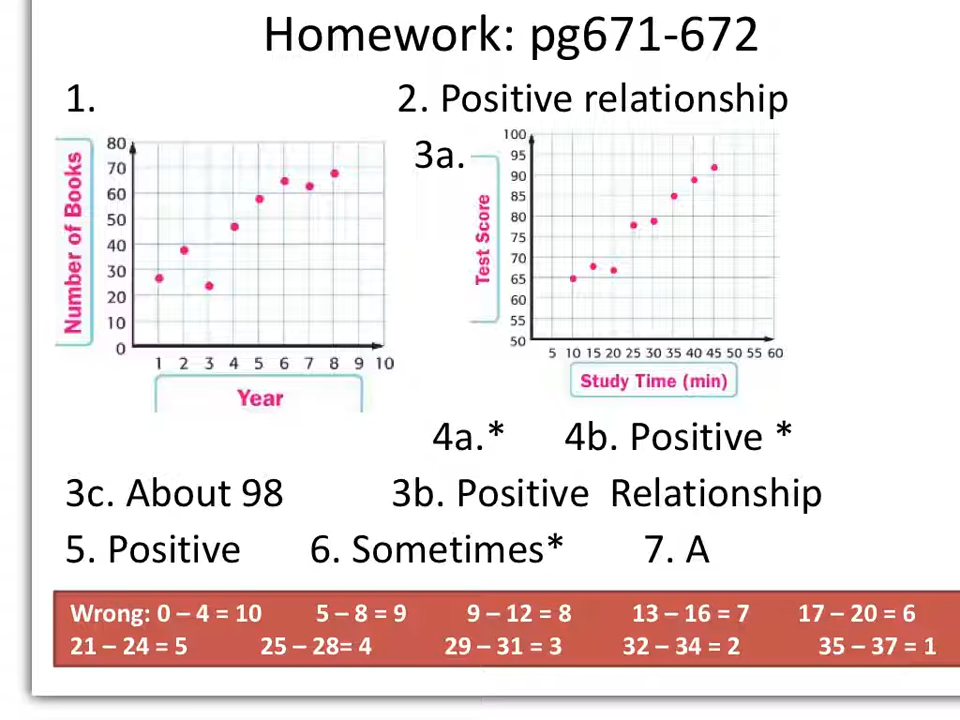 Homework: pg671-672
1.
2. Positive relationship
Number of Books
80
70
60
50
40
30
20
10
0
1 2 3 4 5 6 7 8 9 10
Year
3a.
Test Score
100
95
90
85
80
75
70
65
60
55
50
5 10 15 20 25 30 35 40 45 50 55 60
Study Time (min)
4a.* 4b. Positive *
3c. About 98 3b. Positive Relationship
5. Positive 6. Sometimes* 7. A
Wrong: 0 – 4 = 10 5 – 8 = 9 9 – 12 = 8 13 – 16 = 7 17 – 20 = 6
21 – 24 = 5 25 – 28= 4 29 – 31 = 3 32 – 34 = 2 35 – 37 = 1